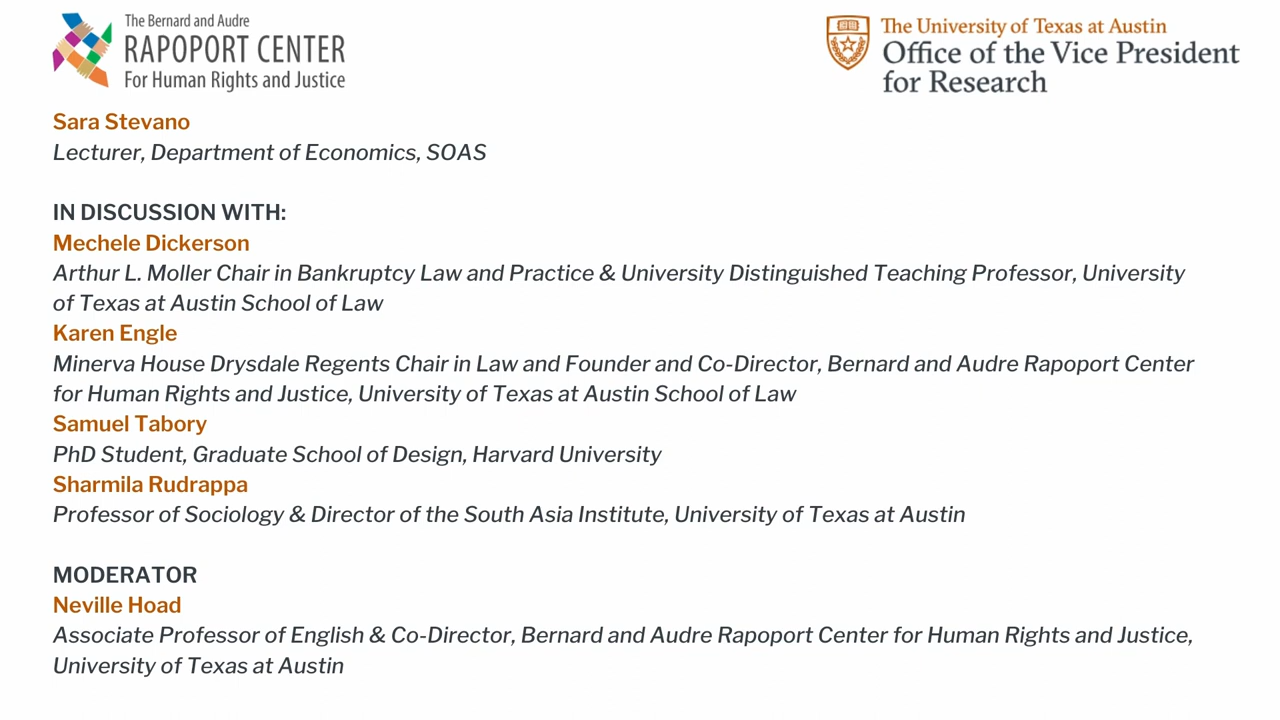 The Bernard and Audre
RAPOPORT CENTER
For Human Rights and Justice
The University of Texas at Austin
Office of the Vice President
for Research
Sara Stevano
Lecturer, Department of Economics, SOAS
IN DISCUSSION WITH:
Mechele Dickerson
Arthur L. Moller Chair in Bankruptcy Law and Practice & University Distinguished Teaching Professor, University
of Texas at Austin School of Law
Karen Engle
Minerva House Drysdale Regents Chair in Law and Founder and Co-Director, Bernard and Audre Rapoport Center
for Human Rights and Justice, University of Texas at Austin School of Law
Samuel Tabory
PhD Student, Graduate School of Design, Harvard University
Sharmila Rudrappa
Professor of Sociology & Director of the South Asia Institute, University of Texas at Austin
MODERATOR
Neville Hoad
Associate Professor of English & Co-Director, Bernard and Audre Rapoport Center for Human Rights and Justice,
University of Texas at Austin